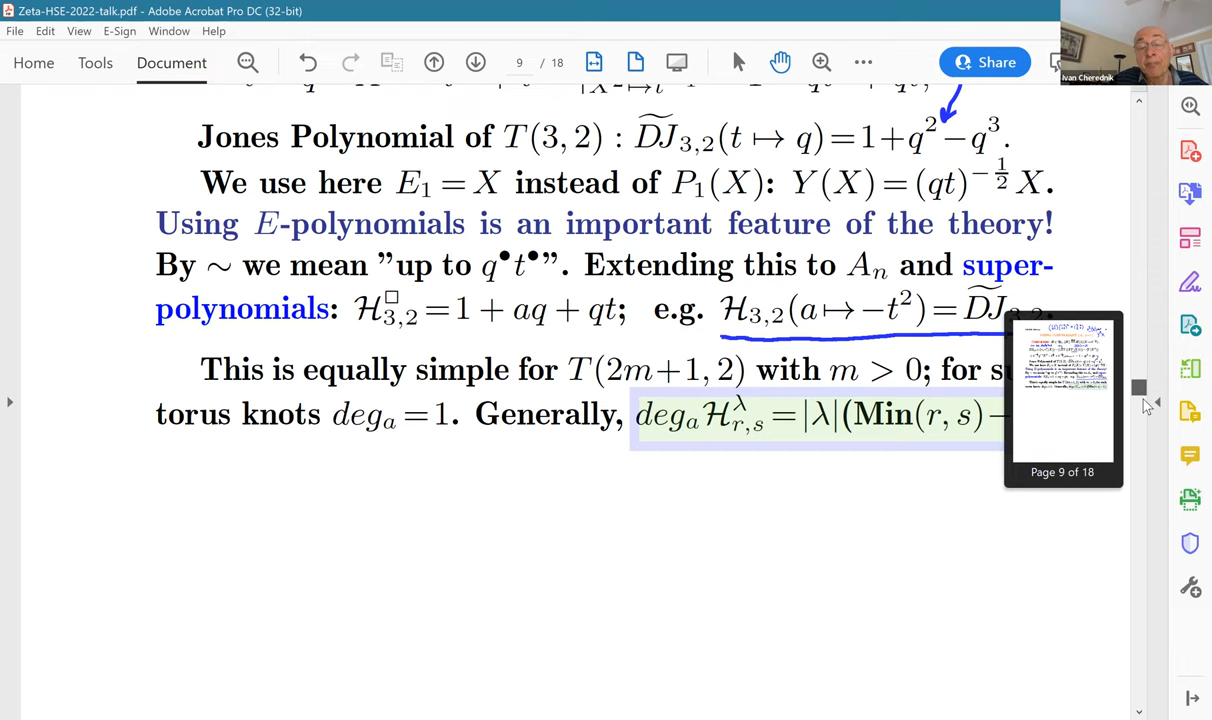 Zeta-HSE-2022-talk.pdf - Adobe Acrobat Pro DC (32-bit)
File Edit View E-Sign Window Help
Home Tools Document 9 / 18 Share
Ivan Cherednik
Jones Polynomial of T(3,2) : D̃J₃,₂(t ↦ q) = 1+q²−q³.
We use here E₁ = X instead of P₁(X): Y(X) = (qt)^{−1/2} X.
Using E-polynomials is an important feature of the theory!
By ∼ we mean "up to q•t•". Extending this to Aₙ and super-
polynomials: H□₃,₂ = 1 + aq + qt; e.g. H₃,₂(a ↦ −t²) = D̃J
This is equally simple for T(2m+1, 2) with m > 0; for
torus knots degₐ = 1. Generally, degₐ H^λ_{r,s} = |λ|(Min(r, s) −
Page 9 of 18